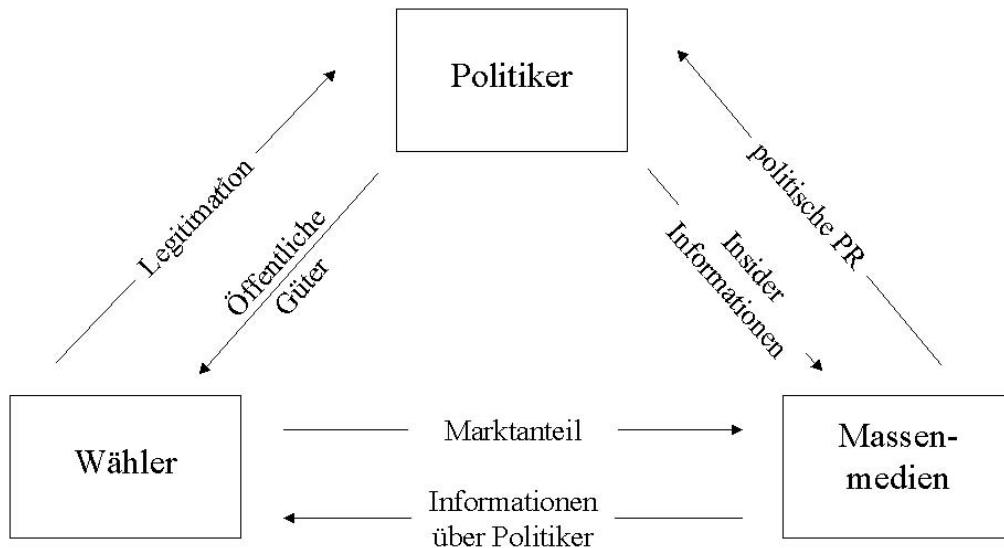 Politiker
Legitimation
Öffentliche
Güter
Insider
Informationen
politische PR
Wähler
Marktanteil
Informationen
über Politiker
Massen-
medien